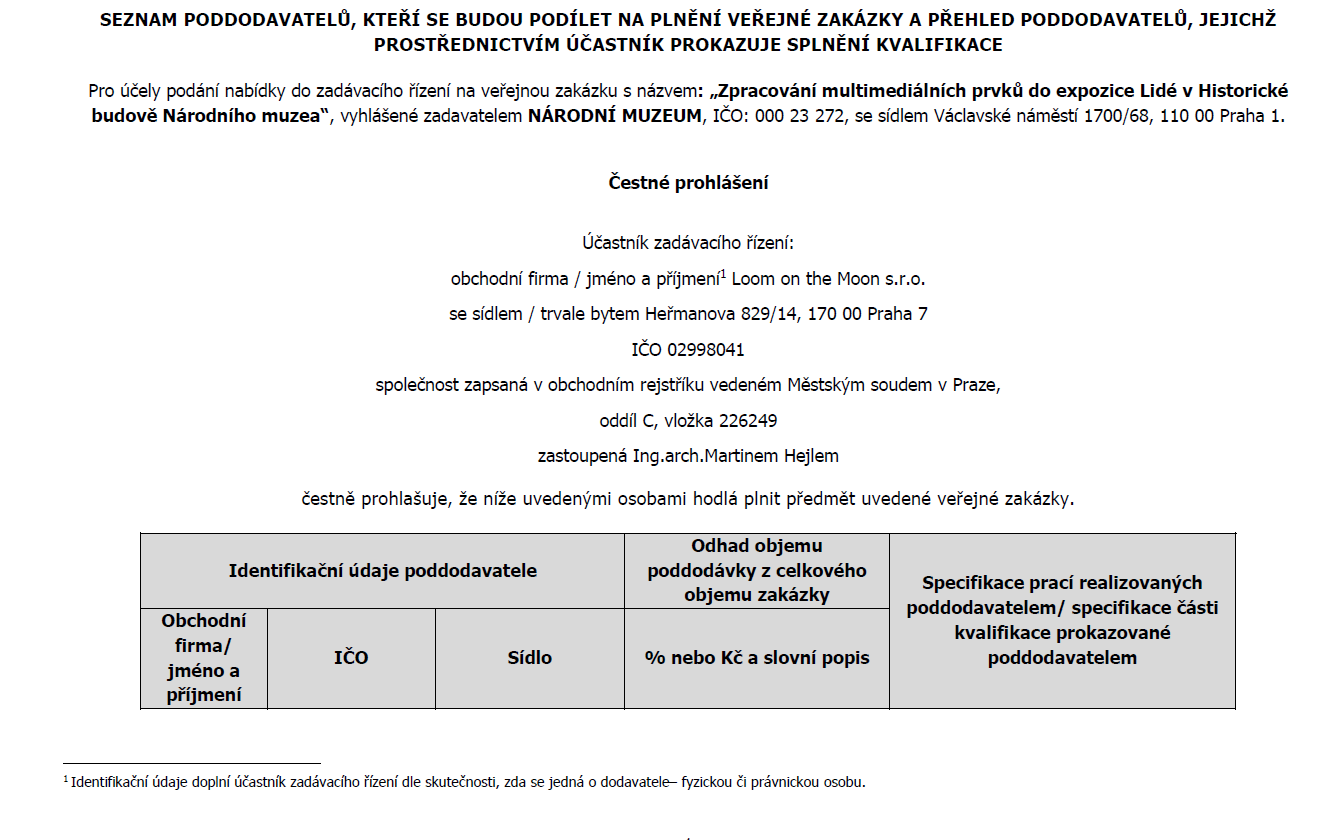 SEZNAM PODDODAVATELŮ, KTEŘÍ SE BUDOU PODÍLET NA PLNĚNÍ VEŘEJNÉ ZAKÁZKY A PŘEHLED PODDODAVATELŮ, JEJICHŽ
PROSTŘEDNICTVÍM ÚČASTNÍK PROKAZUJE SPLNĚNÍ KVALIFIKACE
Pro účely podání nabídky do zadávacího řízení na veřejnou zakázku s názvem: „Zpracování multimediálních prvků do expozice Lidé v Historické
budově Národního muzea“, vyhlášené zadavatelem NÁRODNÍ MUZEUM, IČO: 000 23 272, se sídlem Václavské náměstí 1700/68, 110 00 Praha 1.
Čestné prohlášení
Účastník zadávacího řízení:
obchodní firma / jméno a příjmení¹ Loom on the Moon s.r.o.
se sídlem / trvale bytem Heřmanova 829/14, 170 00 Praha 7
IČO 02998041
společnost zapsaná v obchodním rejstříku vedeném Městským soudem v Praze,
oddíl C, vložka 226249
zastoupená Ing.arch.Martinem Hejlem
čestně prohlašuje, že níže uvedenými osobami hodlá plnit předmět uvedené veřejné zakázky.
Identifikační údaje poddodavatele
Odhad objemu
poddodávky z celkového
objemu zakázky
Specifikace prací realizovaných
poddodavatelem/ specifikace části
kvalifikace prokazované
poddodavatelem
Obchodní
firma/
jméno a
příjmení
IČO
Sídlo
% nebo Kč a slovní popis
¹ Identifikační údaje doplní účastník zadávacího řízení dle skutečnosti, zda se jedná o dodavatele– fyzickou či právnickou osobu.